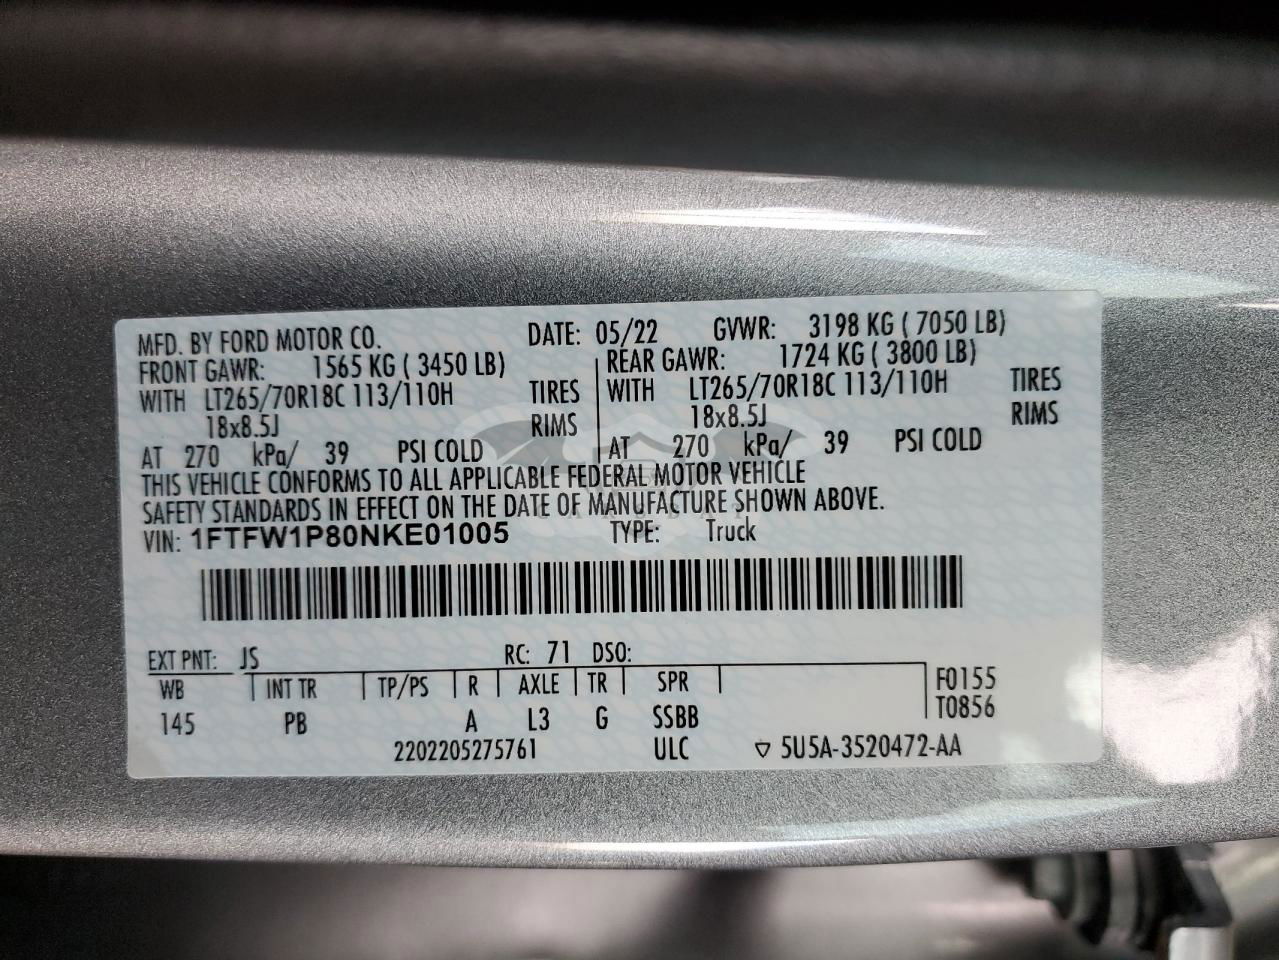 MFD. BY FORD MOTOR CO. DATE: 05/22 GVWR: 3198 KG ( 7050 LB)
FRONT GAWR: 1565 KG ( 3450 LB) REAR GAWR: 1724 KG ( 3800 LB)
WITH LT265/70R18C 113/110H TIRES WITH LT265/70R18C 113/110H TIRES
18x8.5J RIMS 18x8.5J RIMS
AT 270 kPa/ 39 PSI COLD AT 270 kPa/ 39 PSI COLD
THIS VEHICLE CONFORMS TO ALL APPLICABLE FEDERAL MOTOR VEHICLE
SAFETY STANDARDS IN EFFECT ON THE DATE OF MANUFACTURE SHOWN ABOVE.
VIN: 1FTFW1P80NKE01005 TYPE: Truck
EXT PNT: JS RC: 71 DSO:
WB INT TR TP/PS R AXLE TR SPR F0155
145 PB A L3 G SSBB T0856
2202205275761 ULC 5U5A-3520472-AA